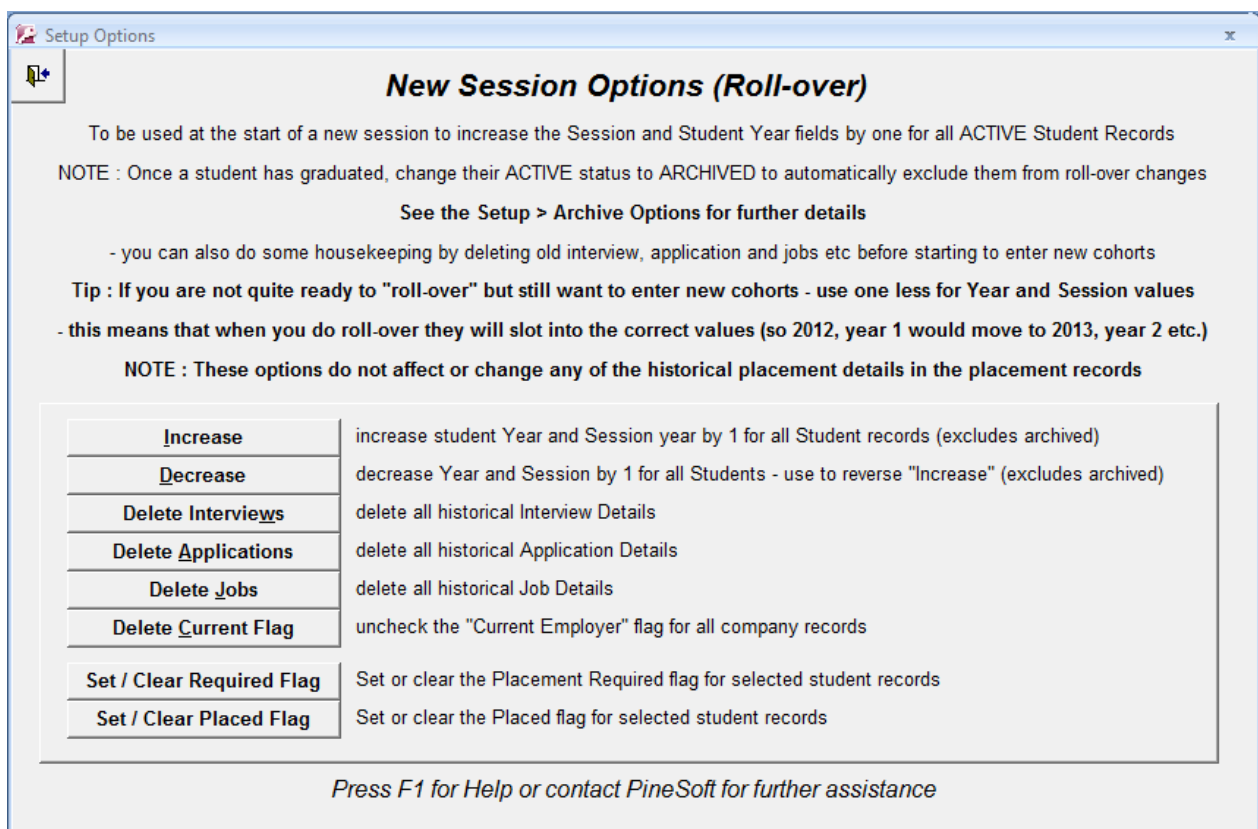 Setup Options
x
New Session Options (Roll-over)
To be used at the start of a new session to increase the Session and Student Year fields by one for all ACTIVE Student Records
NOTE : Once a student has graduated, change their ACTIVE status to ARCHIVED to automatically exclude them from roll-over changes
See the Setup > Archive Options for further details
- you can also do some housekeeping by deleting old interview, application and jobs etc before starting to enter new cohorts
Tip : If you are not quite ready to "roll-over" but still want to enter new cohorts - use one less for Year and Session values
- this means that when you do roll-over they will slot into the correct values (so 2012, year 1 would move to 2013, year 2 etc.)
NOTE : These options do not affect or change any of the historical placement details in the placement records
Increase increase student Year and Session year by 1 for all Student records (excludes archived)
Decrease decrease Year and Session by 1 for all Students - use to reverse "Increase" (excludes archived)
Delete Interviews delete all historical Interview Details
Delete Applications delete all historical Application Details
Delete Jobs delete all historical Job Details
Delete Current Flag uncheck the "Current Employer" flag for all company records
Set / Clear Required Flag Set or clear the Placement Required flag for selected student records
Set / Clear Placed Flag Set or clear the Placed flag for selected student records
Press F1 for Help or contact PineSoft for further assistance